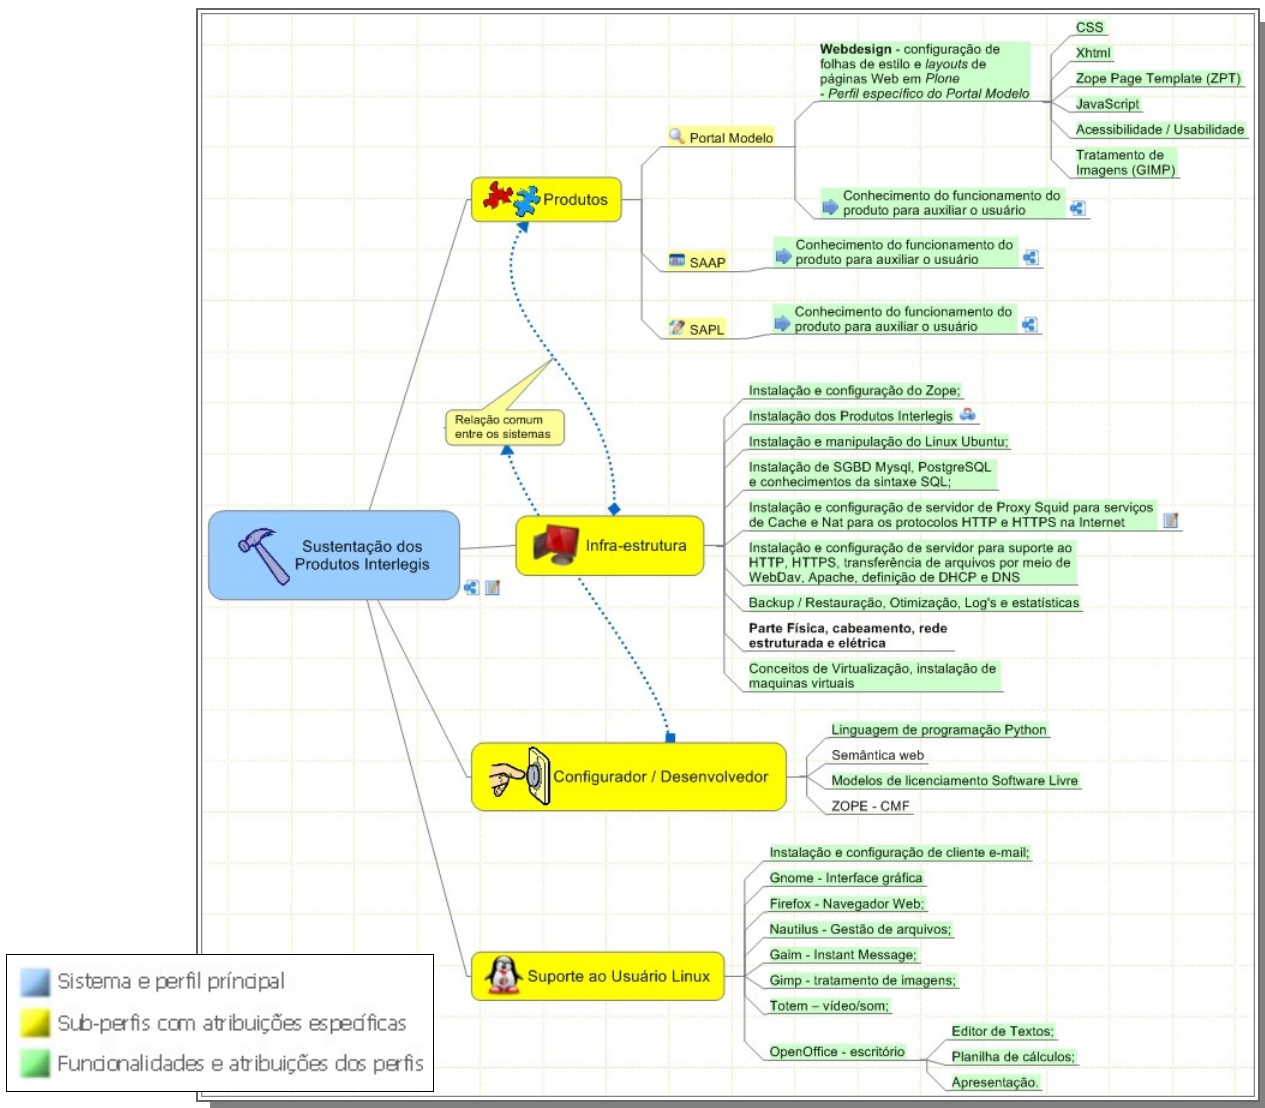 CSS
Webdesign - configuração de
folhas de estilo e layouts de
páginas Web em Plone
- Perfil específico do Portal Modelo
Xhtml
Zope Page Template (ZPT)
JavaScript
Acessibilidade / Usabilidade
Tratamento de
Imagens (GIMP)
Portal Modelo
Produtos
Conhecimento do funcionamento do
produto para auxiliar o usuário
SAAP
Conhecimento do funcionamento do
produto para auxiliar o usuário
SAPL
Conhecimento do funcionamento do
produto para auxiliar o usuário
Relação comum
entre os sistemas
Sustentação dos
Produtos Interlegis
Infra-estrutura
Instalação e configuração do Zope;
Instalação dos Produtos Interlegis
Instalação e manipulação do Linux Ubuntu;
Instalação de SGBD Mysql, PostgreSQL
e conhecimentos da sintaxe SQL;
Instalação e configuração de servidor de Proxy Squid para serviços
de Cache e Nat para os protocolos HTTP e HTTPS na Internet
Instalação e configuração de servidor para suporte ao
HTTP, HTTPS, transferência de arquivos por meio de
WebDav, Apache, definição de DHCP e DNS
Backup / Restauração, Otimização, Log's e estatísticas
Parte Física, cabeamento, rede
estruturada e elétrica
Conceitos de Virtualização, instalação de
maquinas virtuais
Configurador / Desenvolvedor
Linguagem de programação Python
Semântica web
Modelos de licenciamento Software Livre
ZOPE - CMF
Suporte ao Usuário Linux
Instalação e configuração de cliente e-mail;
Gnome - Interface gráfica
Firefox - Navegador Web;
Nautilus - Gestão de arquivos;
Gaim - Instant Message;
Gimp - tratamento de imagens;
Totem – vídeo/som;
OpenOffice - escritório
Editor de Textos;
Planilha de cálculos;
Apresentação.
Sistema e perfil príncipal
Sub-perfis com atribuições específicas
Funcionalidades e atribuições dos perfis